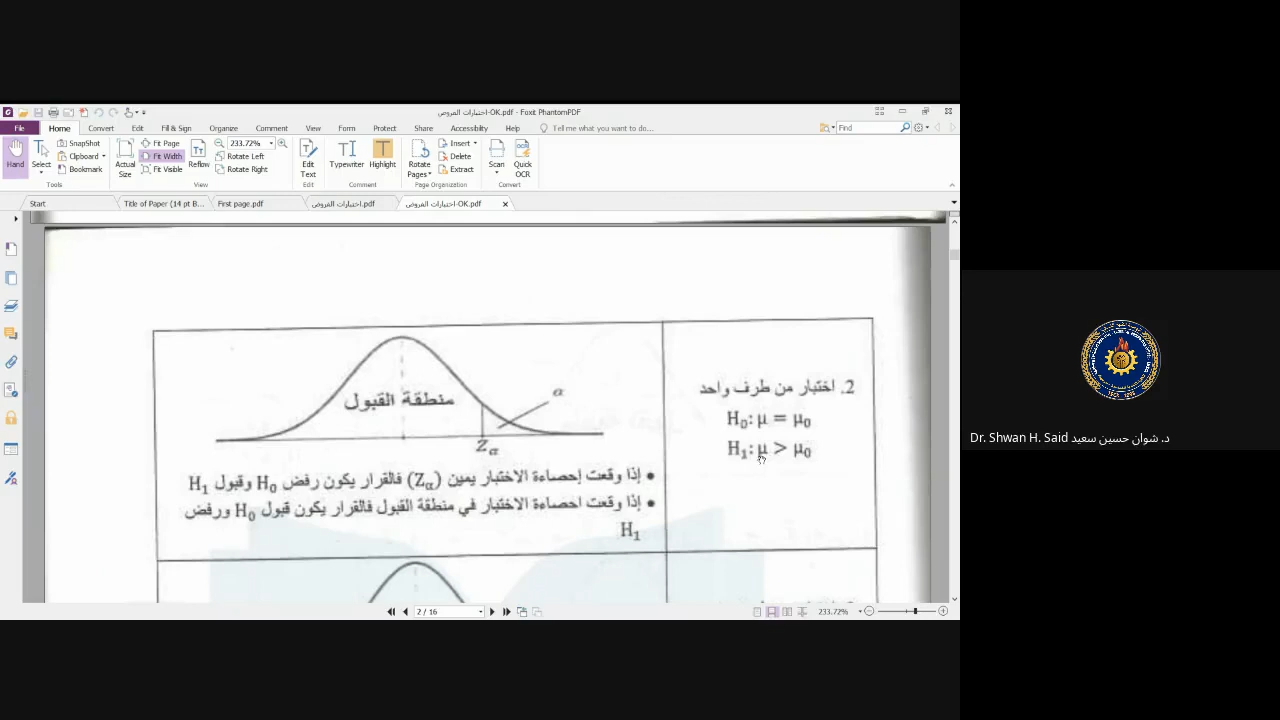 اختبارات الفروض-OK.pdf - Foxit PhantomPDF
File Home Convert Edit Fill & Sign Organize Comment View Form Protect Share Accessibility Help Tell me what you want to do... Find
Hand
Select
SnapShot
Clipboard
Bookmark
Actual Size
Fit Page
Fit Width
Fit Visible
Reflow
233.72%
Rotate Left
Rotate Right
Edit Text
Typewriter
Highlight
Rotate Pages
Insert
Delete
Extract
Scan
Quick OCR
Tools View Edit Comment Page Organization Convert
Start Title of Paper (14 pt B... First page.pdf اختبارات الفروض.pdf اختبارات الفروض-OK.pdf
2. اختبار من طرف واحد
H₀: μ = μ₀
H₁: μ > μ₀
منطقة القبول
α
Zα
• إذا وقعت إحصاءة الاختبار يمين (Zα) فالقرار يكون رفض H₀ وقبول H₁
• إذا وقعت احصاءة الاختبار في منطقة القبول فالقرار يكون قبول H₀ ورفض
H₁
2 / 16
233.72%
Dr. Shwan H. Said د. شوان حسين سعيد